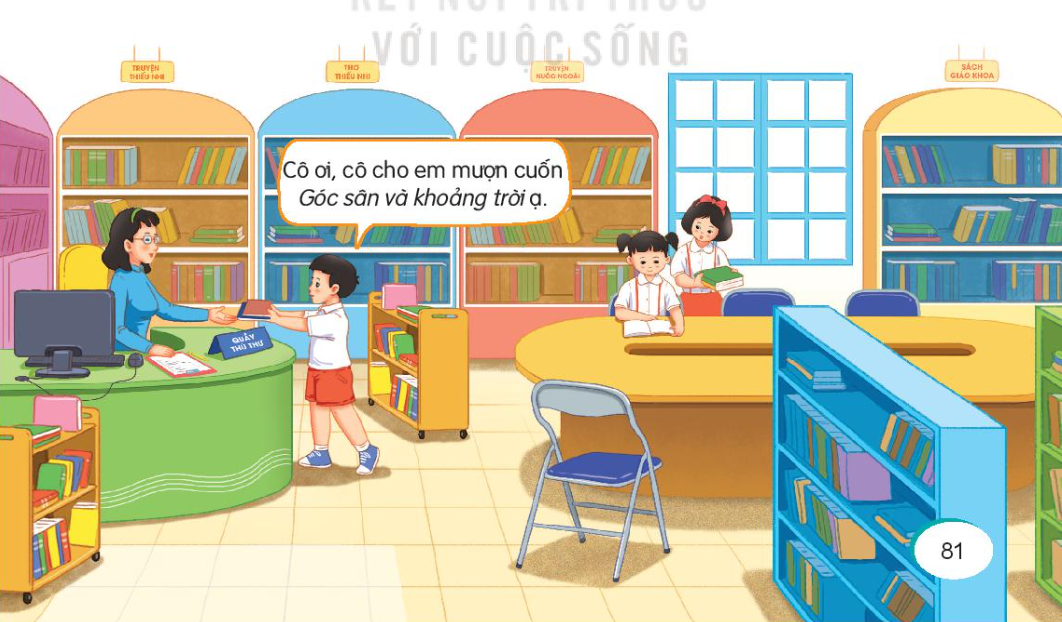 KẾT NỐI TRI THỨC
VỚI CUỘC SỐNG
TRUYỆN
THIẾU NHI
THƠ
THIẾU NHI
TRUYỆN
NƯỚC NGOÀI
SÁCH
GIÁO KHOA
Cô ơi, cô cho em mượn cuốn
Góc sân và khoảng trời ạ.
QUẦY
THỦ THƯ
81